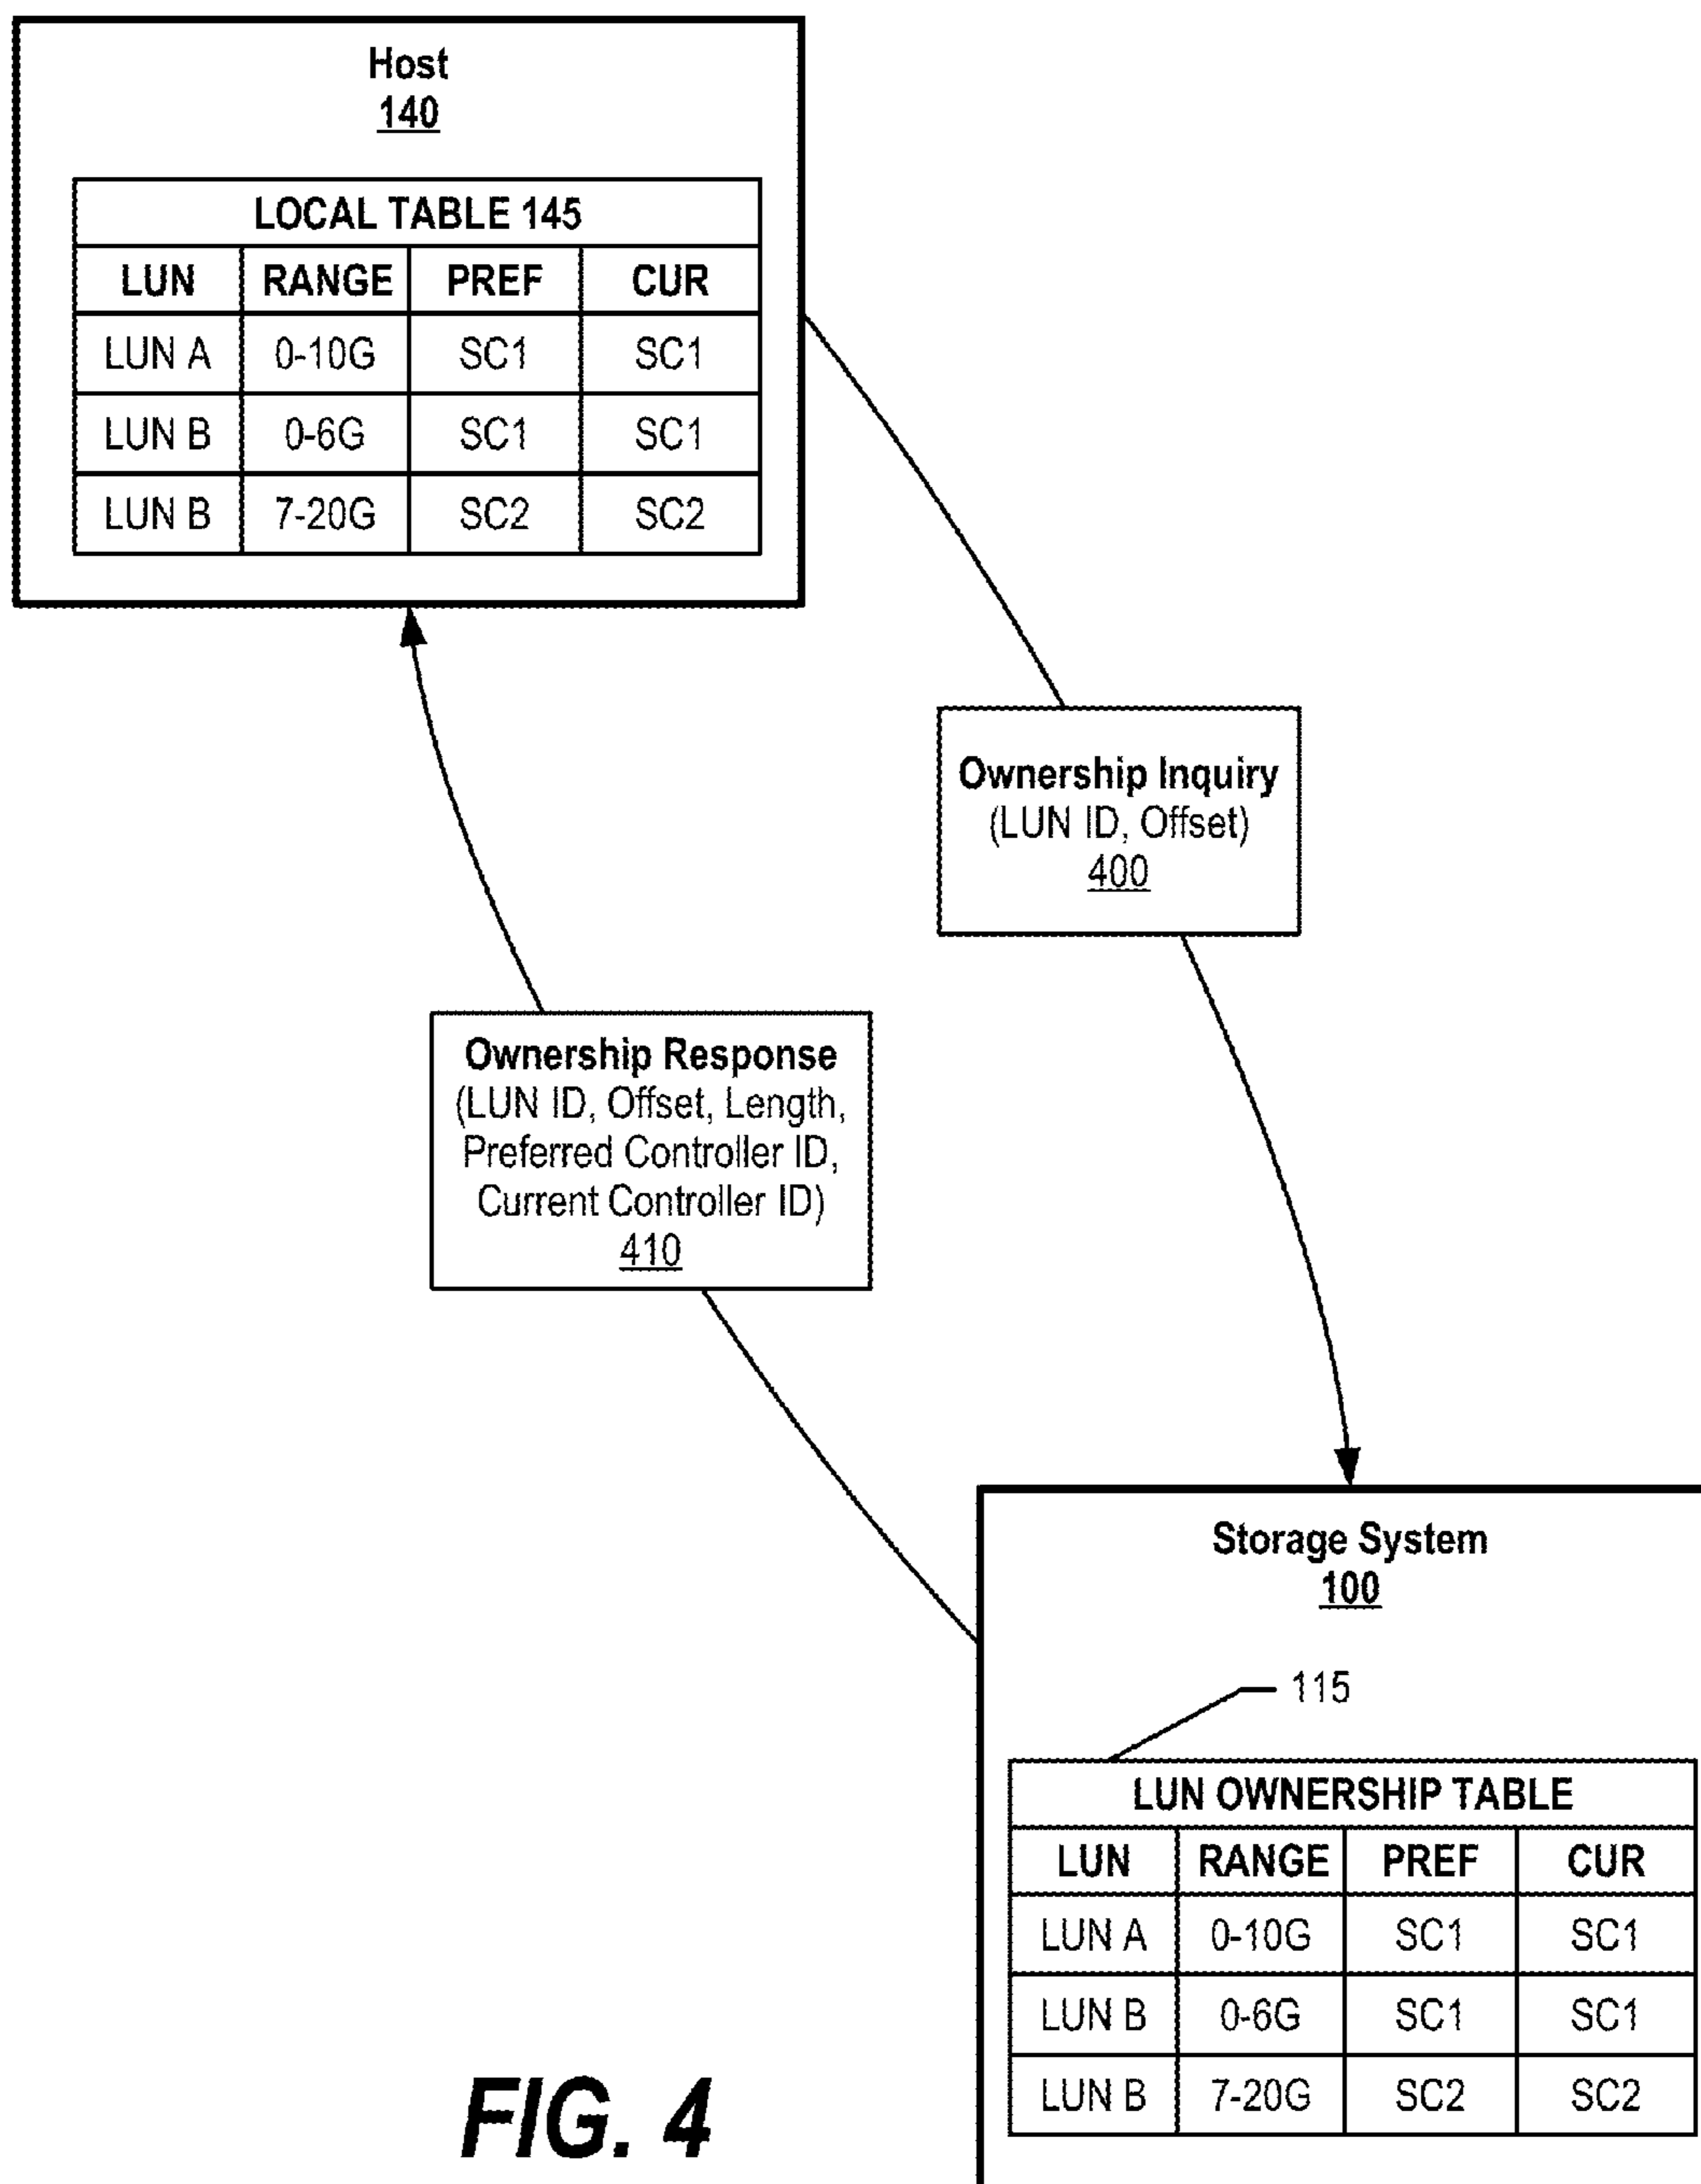 Host
140
LOCAL TABLE 145
LUN RANGE PREF CUR
LUN A 0-10G SC1 SC1
LUN B 0-6G SC1 SC1
LUN B 7-20G SC2 SC2
Ownership Inquiry
(LUN ID, Offset)
400
Ownership Response
(LUN ID, Offset, Length,
Preferred Controller ID,
Current Controller ID)
410
Storage System
100
115
LUN OWNERSHIP TABLE
LUN RANGE PREF CUR
LUN A 0-10G SC1 SC1
LUN B 0-6G SC1 SC1
LUN B 7-20G SC2 SC2
FIG. 4